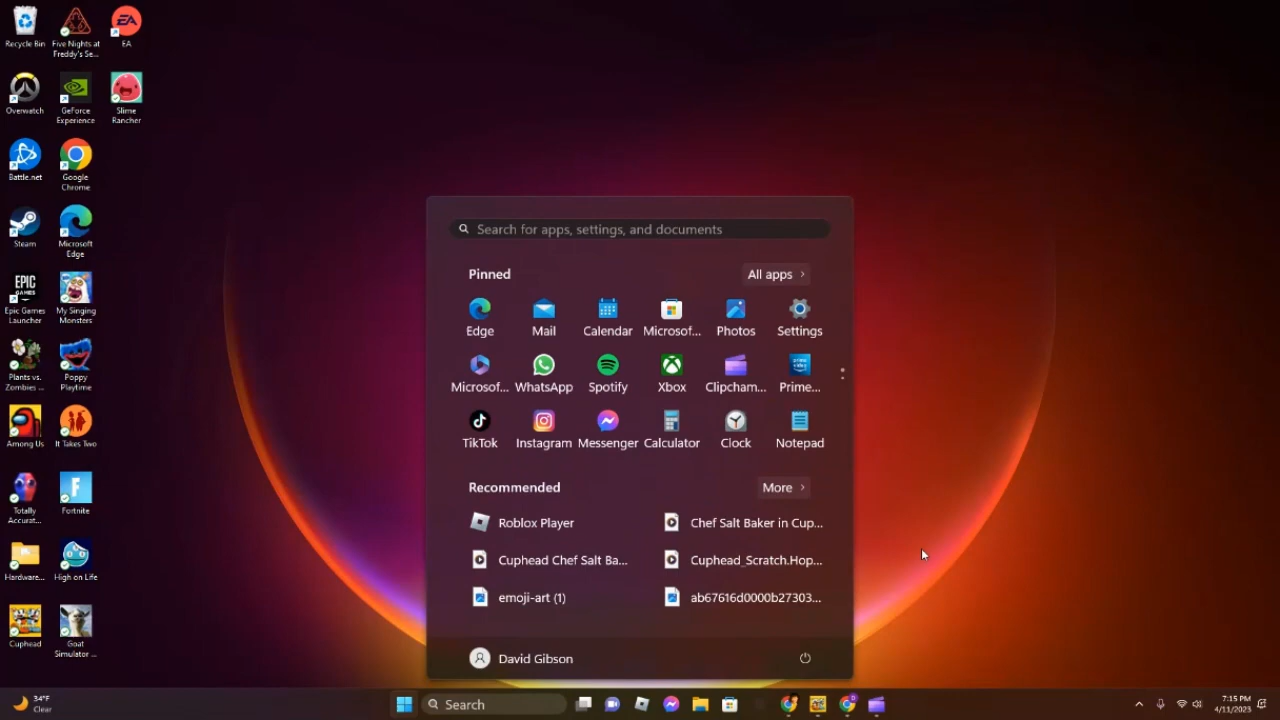 Recycle Bin
Five Nights at
Freddy's Se...
EA
EA
Overwatch
GeForce
Experience
Slime
Rancher
Battle.net
Google
Chrome
Steam
Microsoft
Edge
EPIC
GAMES
Epic Games
Launcher
My Singing
Monsters
Plants vs.
Zombies ...
Poppy
Playtime
Among Us
It Takes Two
Totally
Accurat...
Fortnite
Hardware...
High on Life
Cuphead
Goat
Simulator ...
Search for apps, settings, and documents
Pinned
All apps
Edge
Mail
Calendar
Microsof...
Photos
Settings
Microsof...
WhatsApp
Spotify
Xbox
Clipcham...
prime video
Prime...
TikTok
Instagram
Messenger
Calculator
Clock
Notepad
Recommended
More
Roblox Player
Chef Salt Baker in Cup...
Cuphead Chef Salt Ba...
Cuphead_Scratch.Hop...
emoji-art (1)
ab67616d0000b27303...
David Gibson
34°F
Clear
Search
7:15 PM
4/11/2023